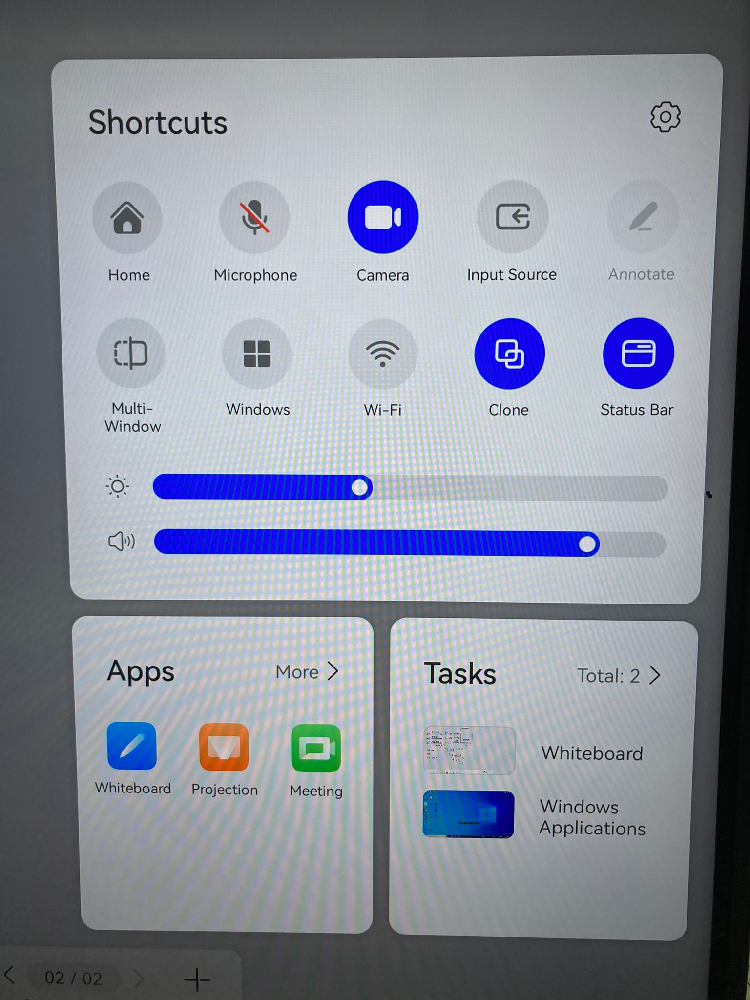 Shortcuts
Home
Microphone
Camera
Input Source
Annotate
Multi-
Window
Windows
Wi-Fi
Clone
Status Bar
Apps
More
Whiteboard
Projection
Meeting
Tasks
Total: 2
Whiteboard
Windows
Applications
02 / 02